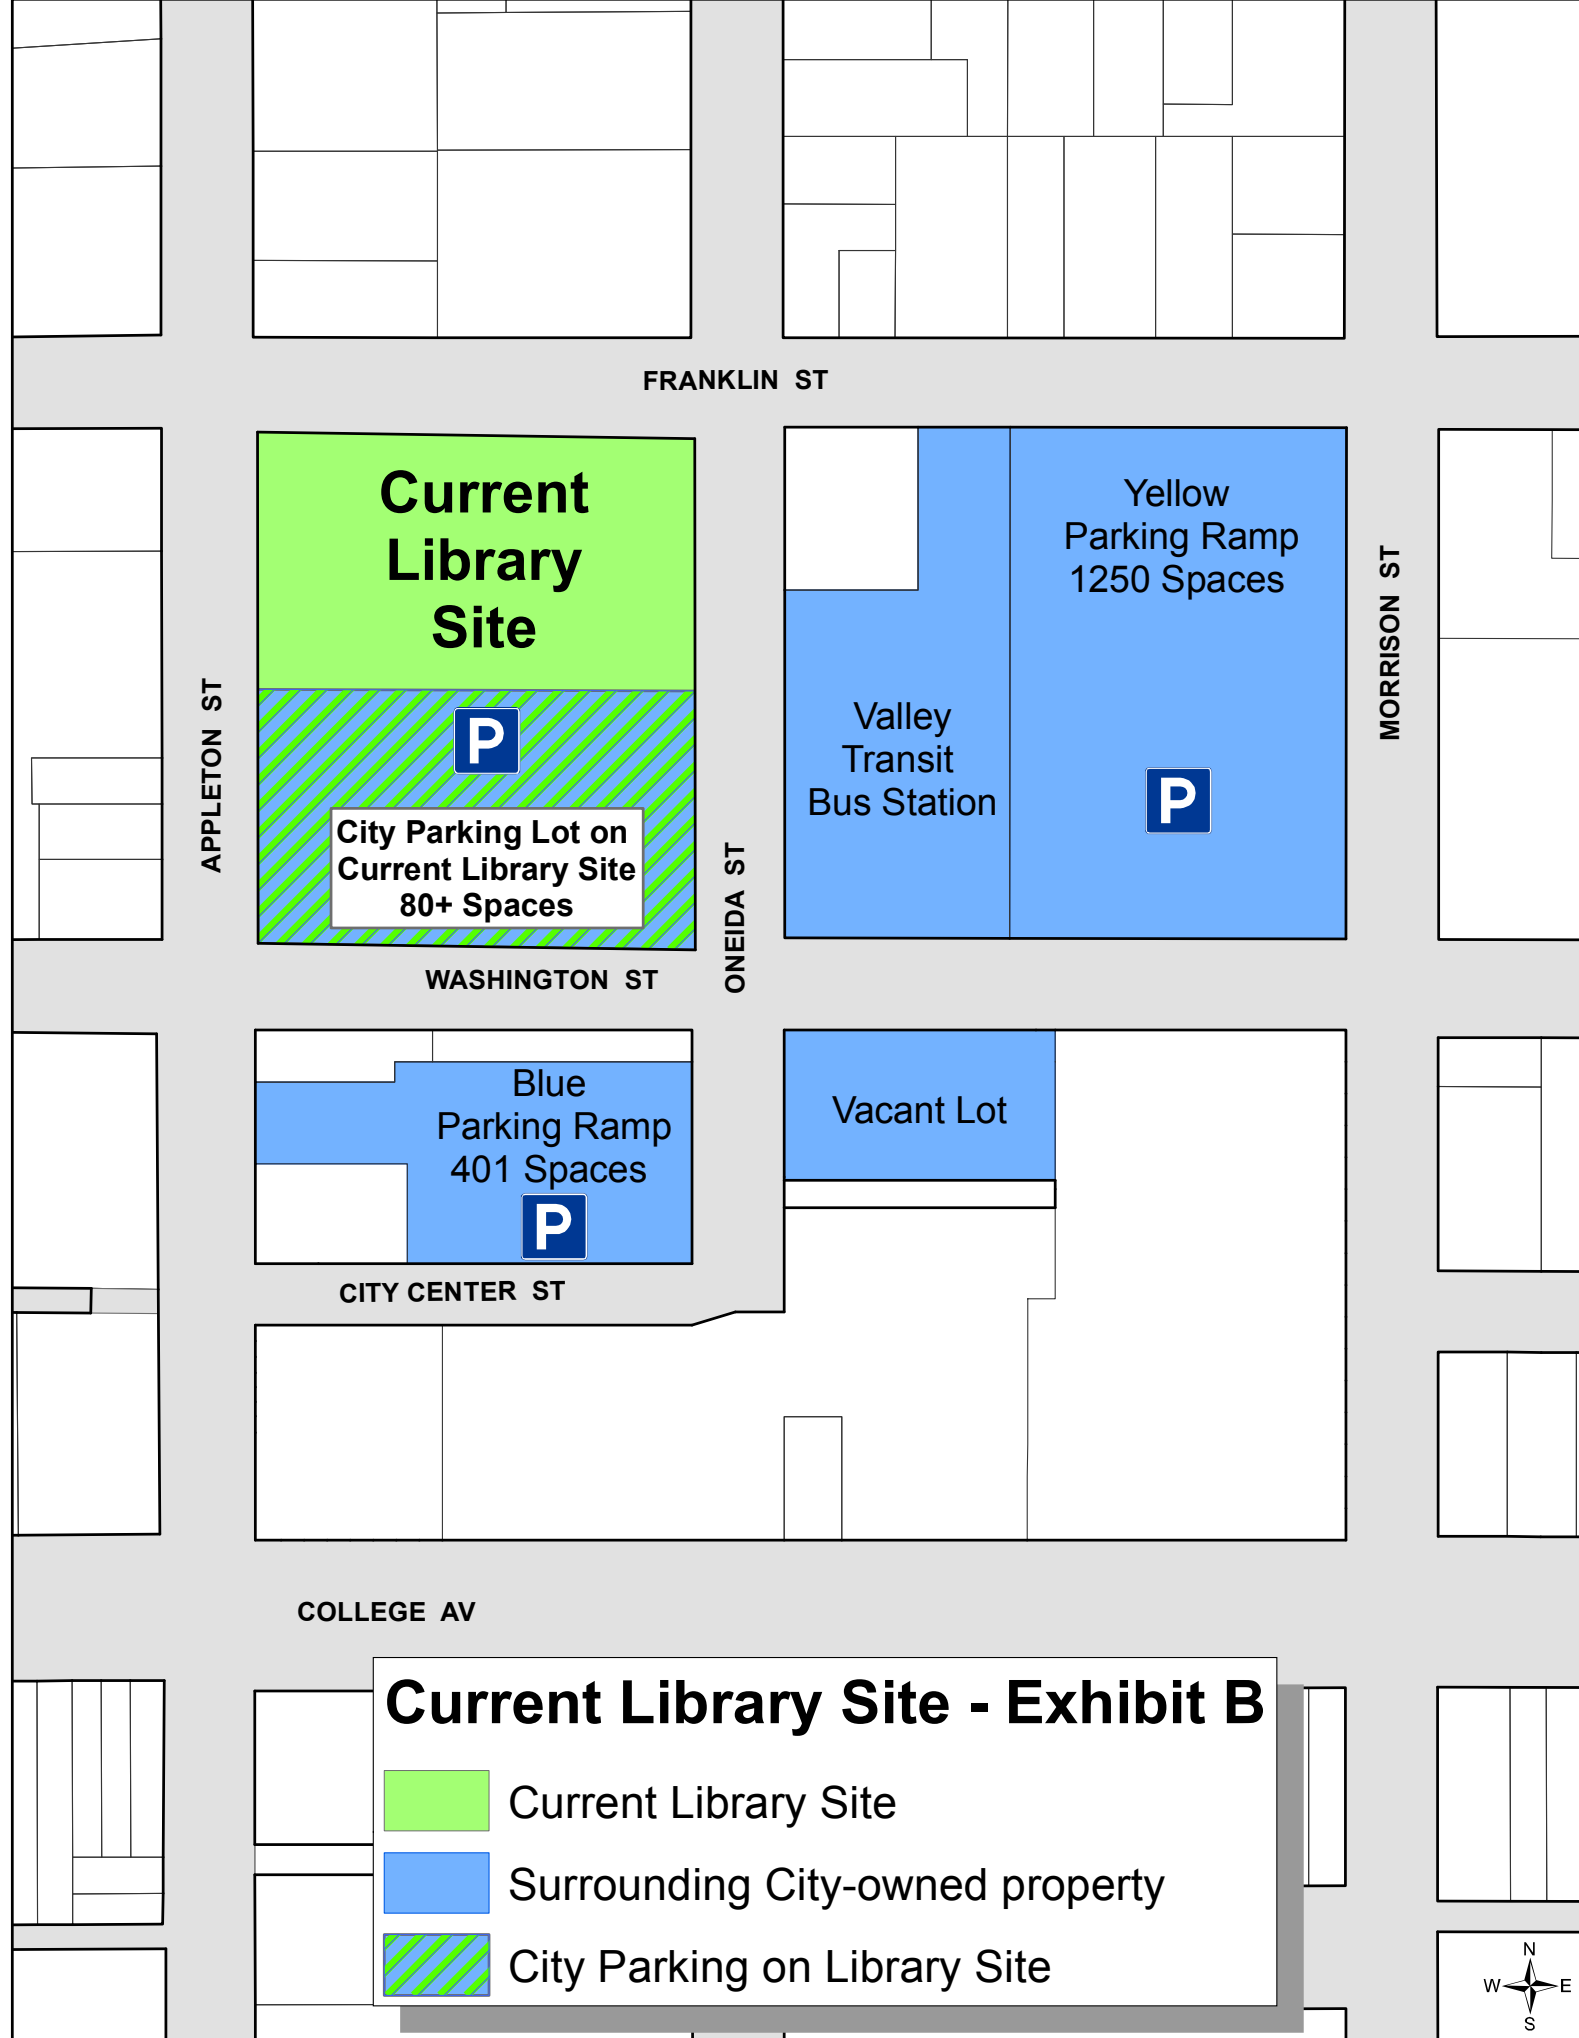 FRANKLIN ST
Current
Library
Site
Yellow
Parking Ramp
1250 Spaces
MORRISON ST
APPLETON ST
P
Valley
Transit
Bus Station
P
City Parking Lot on
Current Library Site
80+ Spaces
ONEIDA ST
WASHINGTON ST
Blue
Parking Ramp
401 Spaces
P
Vacant Lot
CITY CENTER ST
COLLEGE AV
Current Library Site - Exhibit B
Current Library Site
Surrounding City-owned property
City Parking on Library Site
N
W E
S